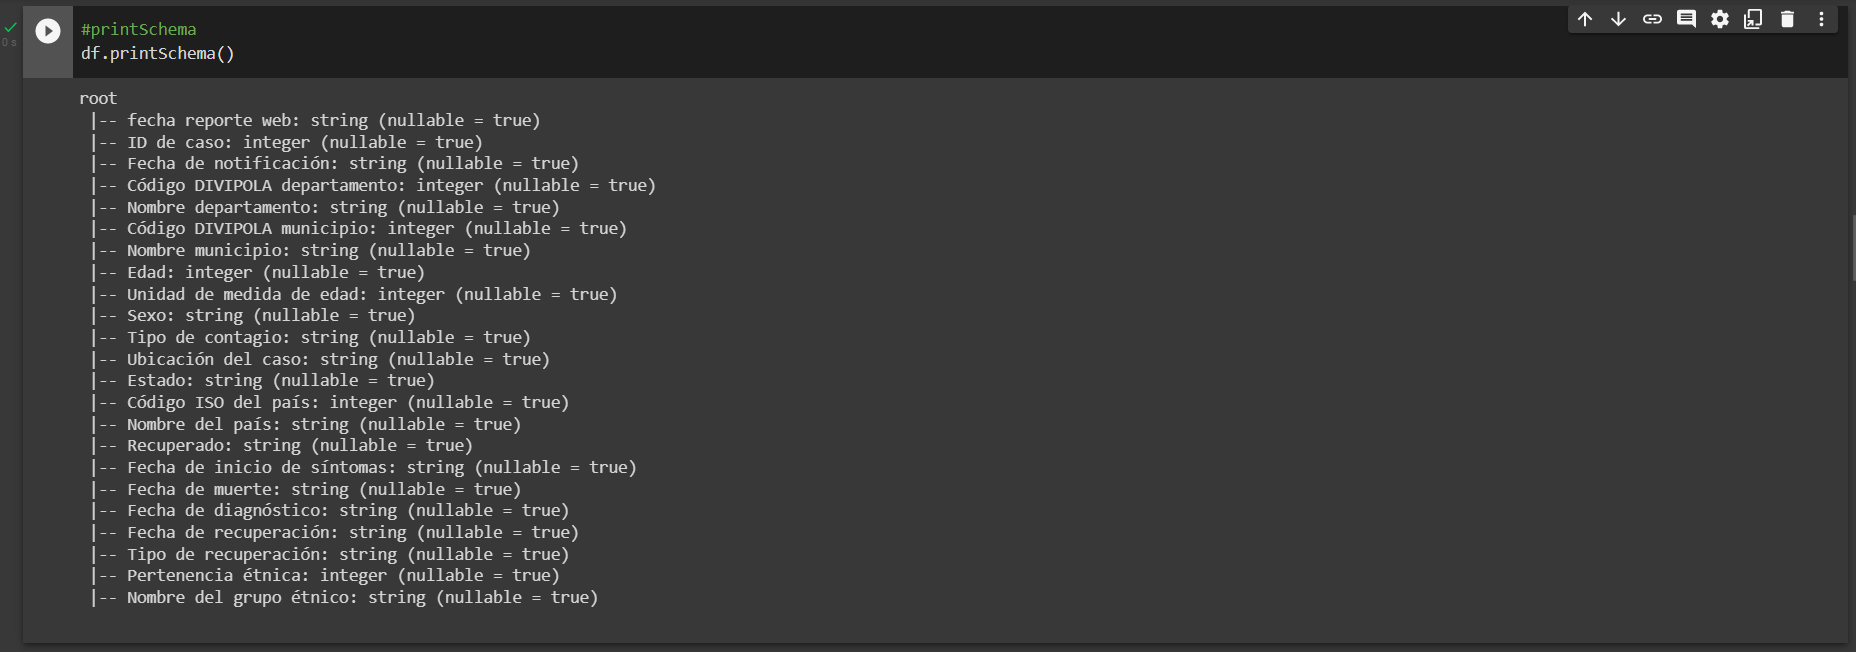 #printSchema
df.printSchema()
0 s
root
|-- fecha reporte web: string (nullable = true)
|-- ID de caso: integer (nullable = true)
|-- Fecha de notificación: string (nullable = true)
|-- Código DIVIPOLA departamento: integer (nullable = true)
|-- Nombre departamento: string (nullable = true)
|-- Código DIVIPOLA municipio: integer (nullable = true)
|-- Nombre municipio: string (nullable = true)
|-- Edad: integer (nullable = true)
|-- Unidad de medida de edad: integer (nullable = true)
|-- Sexo: string (nullable = true)
|-- Tipo de contagio: string (nullable = true)
|-- Ubicación del caso: string (nullable = true)
|-- Estado: string (nullable = true)
|-- Código ISO del país: integer (nullable = true)
|-- Nombre del país: string (nullable = true)
|-- Recuperado: string (nullable = true)
|-- Fecha de inicio de síntomas: string (nullable = true)
|-- Fecha de muerte: string (nullable = true)
|-- Fecha de diagnóstico: string (nullable = true)
|-- Fecha de recuperación: string (nullable = true)
|-- Tipo de recuperación: string (nullable = true)
|-- Pertenencia étnica: integer (nullable = true)
|-- Nombre del grupo étnico: string (nullable = true)